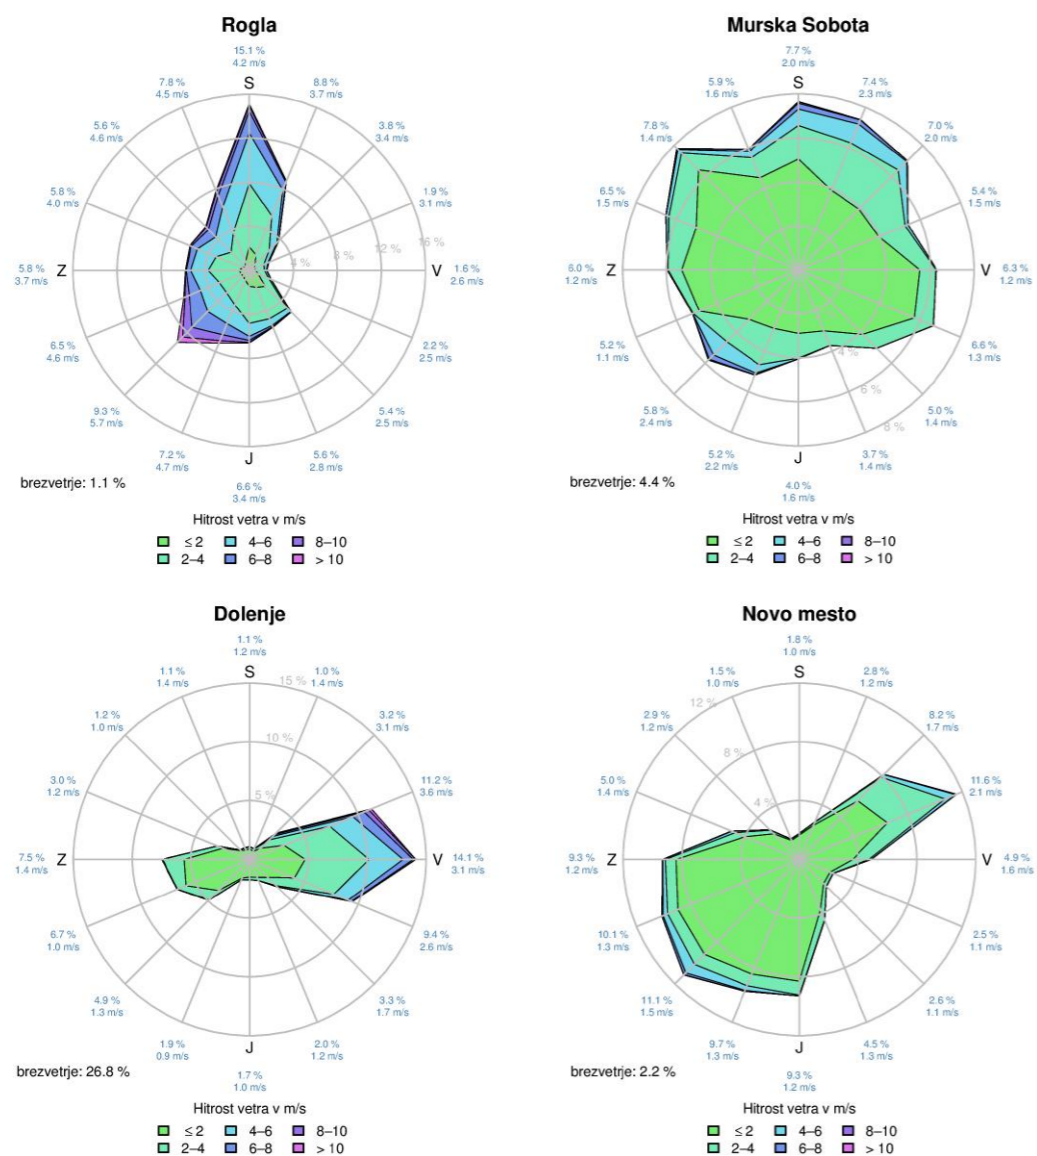 Rogla
15.1 %
4.2 m/s
S
7.8 %
4.5 m/s
8.8 %
3.7 m/s
5.6 %
4.6 m/s
3.8 %
3.4 m/s
5.8 %
4.0 m/s
1.9 %
3.1 m/s
4 %
8 %
12 %
16 %
5.8 %
3.7 m/s
Z
V
1.6 %
2.6 m/s
6.5 %
4.6 m/s
2.2 %
2.5 m/s
9.3 %
5.7 m/s
5.4 %
2.5 m/s
7.2 %
4.7 m/s
J
5.6 %
2.8 m/s
6.6 %
3.4 m/s
brezvetrje: 1.1 %
Hitrost vetra v m/s
≤ 2 4–6 8–10
2–4 6–8 > 10
Murska Sobota
7.7 %
2.0 m/s
S
5.9 %
1.6 m/s
7.4 %
2.3 m/s
7.8 %
1.4 m/s
7.0 %
2.0 m/s
6.5 %
1.5 m/s
5.4 %
1.5 m/s
6.0 %
1.2 m/s
Z
V
6.3 %
1.2 m/s
5.2 %
1.1 m/s
6.6 %
1.3 m/s
4 %
6 %
8 %
5.8 %
2.4 m/s
5.0 %
1.4 m/s
5.2 %
2.2 m/s
J
3.7 %
1.4 m/s
4.0 %
1.6 m/s
brezvetrje: 4.4 %
Hitrost vetra v m/s
≤ 2 4–6 8–10
2–4 6–8 > 10
Dolenje
1.1 %
1.2 m/s
S
1.1 %
1.4 m/s
15 %
1.0 %
1.4 m/s
1.2 %
1.0 m/s
10 %
3.2 %
3.1 m/s
3.0 %
1.2 m/s
5 %
11.2 %
3.6 m/s
7.5 %
1.4 m/s
Z
V
14.1 %
3.1 m/s
6.7 %
1.0 m/s
9.4 %
2.6 m/s
4.9 %
1.3 m/s
3.3 %
1.7 m/s
1.9 %
0.9 m/s
J
2.0 %
1.2 m/s
1.7 %
1.0 m/s
brezvetrje: 26.8 %
Hitrost vetra v m/s
≤ 2 4–6 8–10
2–4 6–8 > 10
Novo mesto
1.8 %
1.0 m/s
S
1.5 %
1.0 m/s
12 %
2.8 %
1.2 m/s
2.9 %
1.2 m/s
8 %
8.2 %
1.7 m/s
5.0 %
1.4 m/s
4 %
11.6 %
2.1 m/s
9.3 %
1.2 m/s
Z
V
4.9 %
1.6 m/s
10.1 %
1.3 m/s
2.5 %
1.1 m/s
11.1 %
1.5 m/s
2.6 %
1.1 m/s
9.7 %
1.3 m/s
J
4.5 %
1.3 m/s
9.3 %
1.2 m/s
brezvetrje: 2.2 %
Hitrost vetra v m/s
≤ 2 4–6 8–10
2–4 6–8 > 10